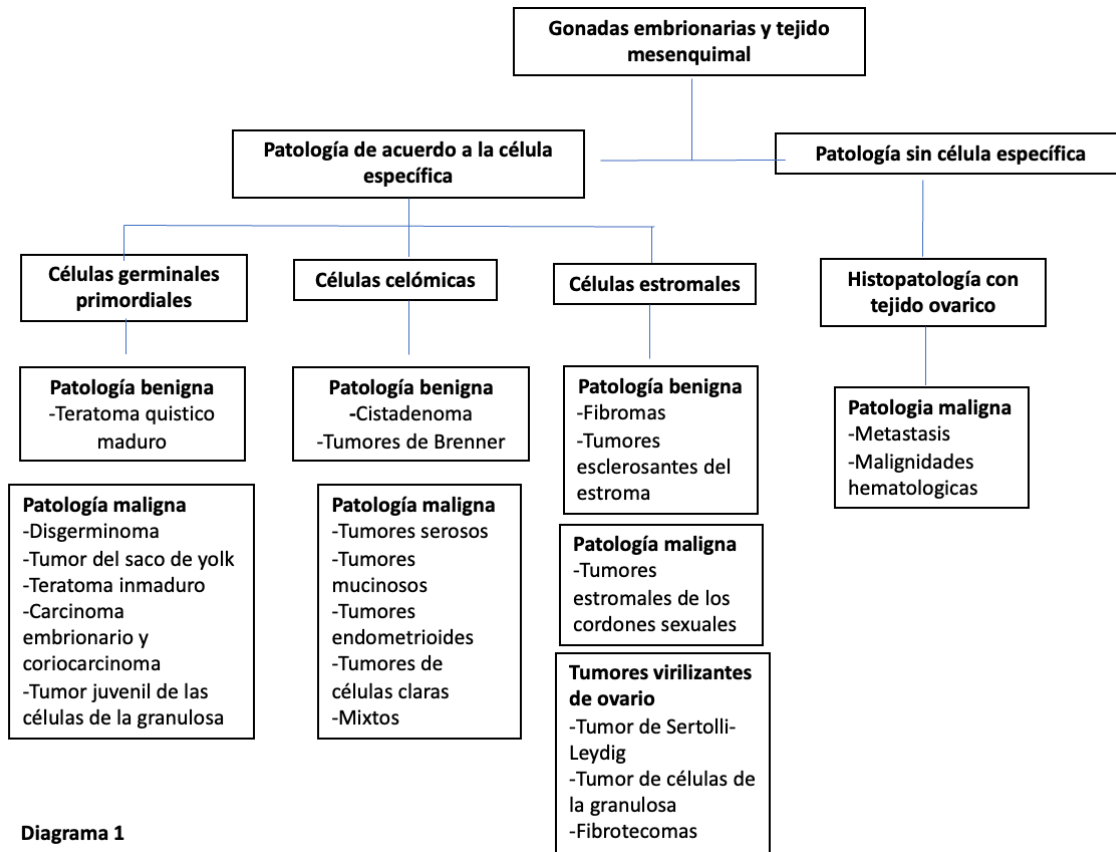 Gonadas embrionarias y tejido
mesenquimal
Patología de acuerdo a la célula
específica
Patología sin célula específica
Células germinales
primordiales
Células celómicas
Células estromales
Histopatología con
tejido ovarico
Patología benigna
-Teratoma quistico
maduro
Patología benigna
-Cistadenoma
-Tumores de Brenner
Patología benigna
-Fibromas
-Tumores
esclerosantes del
estroma
Patologia maligna
-Metastasis
-Malignidades
hematologicas
Patología maligna
-Disgerminoma
-Tumor del saco de yolk
-Teratoma inmaduro
-Carcinoma
embrionario y
coriocarcinoma
-Tumor juvenil de las
células de la granulosa
Patología maligna
-Tumores serosos
-Tumores
mucinosos
-Tumores
endometrioides
-Tumores de
células claras
-Mixtos
Patología maligna
-Tumores
estromales de los
cordones sexuales
Tumores virilizantes
de ovario
-Tumor de Sertolli-
Leydig
-Tumor de células de
la granulosa
-Fibrotecomas
Diagrama 1